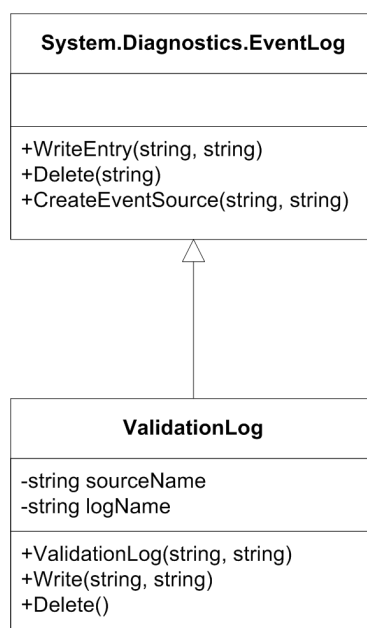 System.Diagnostics.EventLog
+WriteEntry(string, string)
+Delete(string)
+CreateEventSource(string, string)
ValidationLog
-string sourceName
-string logName
+ValidationLog(string, string)
+Write(string, string)
+Delete()